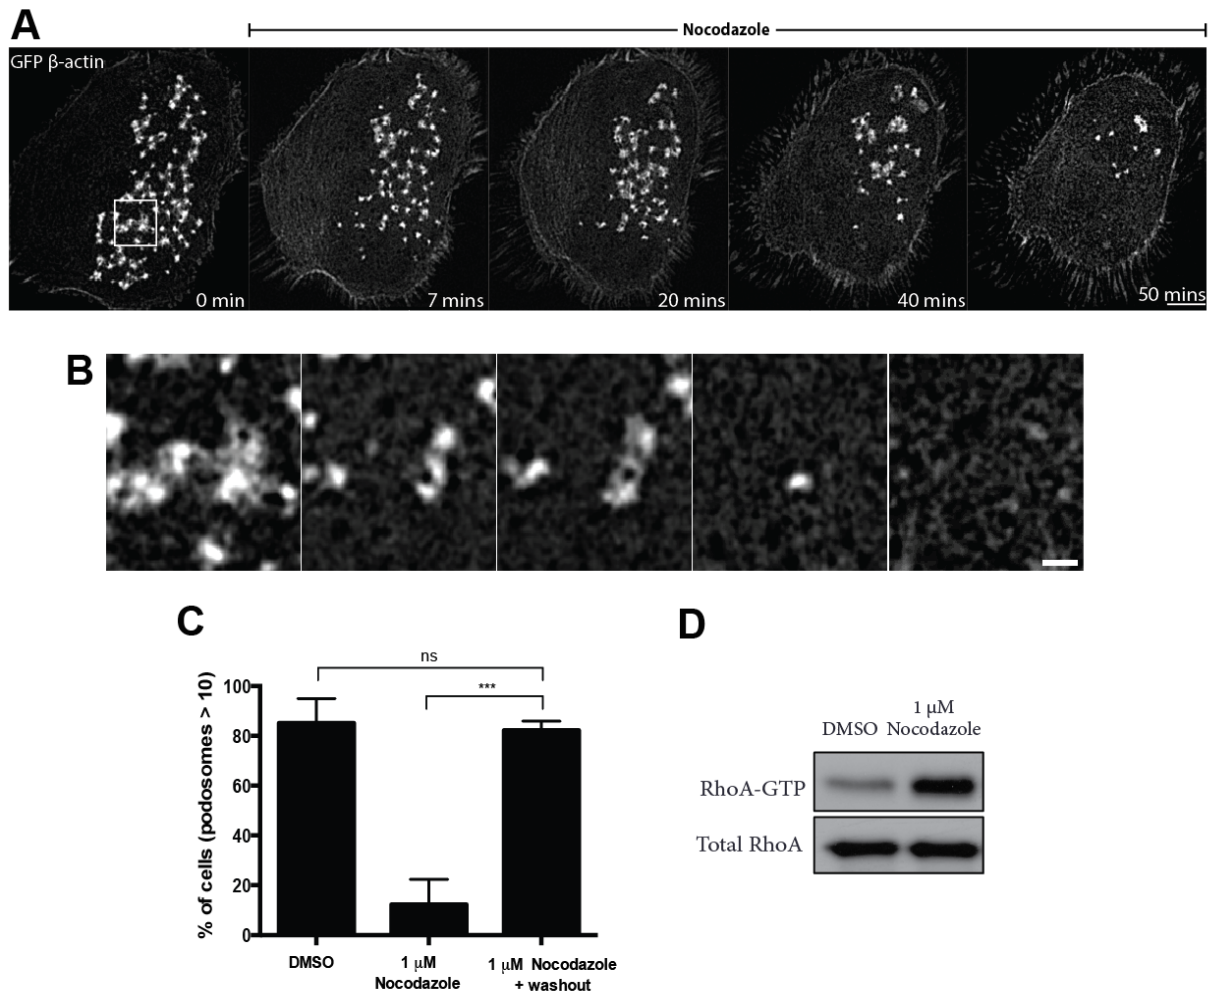 A
Nocodazole
GFP β-actin
0 min
7 mins
20 mins
40 mins
50 mins
B
C
ns
***
% of cells (podosomes > 10)
100
80
60
40
20
0
DMSO
1 μM
Nocodazole
1 μM Nocodazole
+ washout
D
1 μM
DMSO Nocodazole
RhoA-GTP
Total RhoA